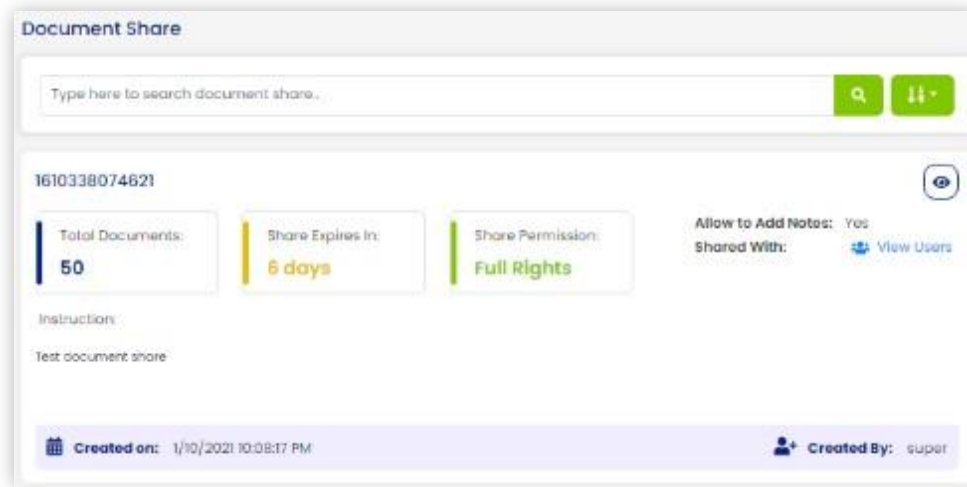 Document Share
Type here to search document share..
1610338074621
Total Documents:
50
Share Expires In:
6 days
Share Permission:
Full Rights
Allow to Add Notes: Yes
Shared With: View Users
Instruction:
Test document share
Created on: 1/10/2021 10:08:17 PM
Created By: super